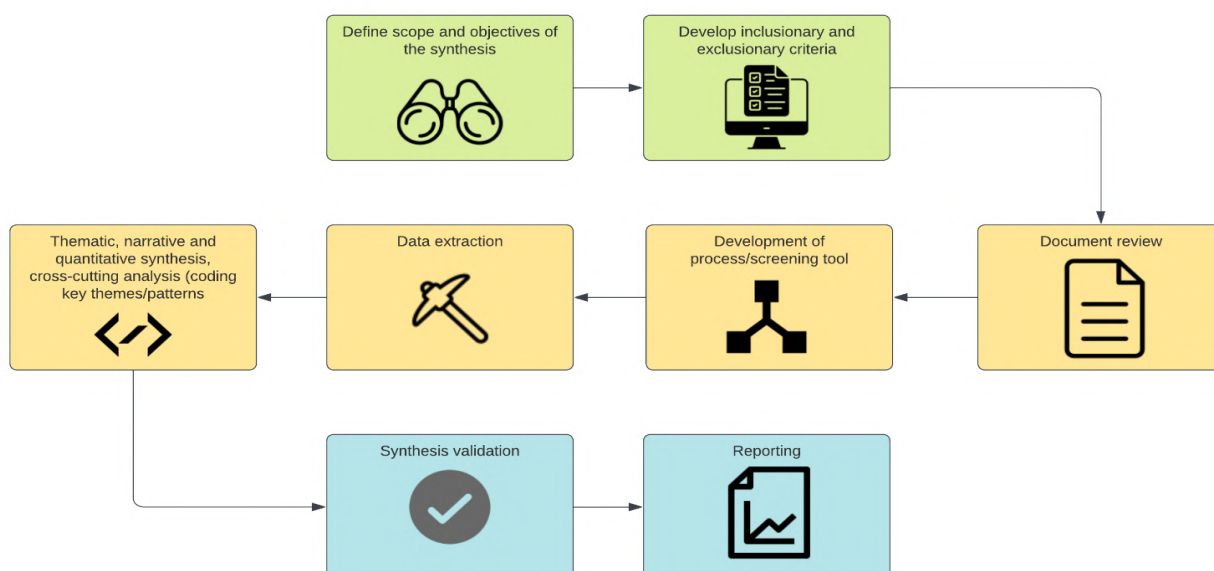 Define scope and objectives of
the synthesis
Develop inclusionary and
exclusionary criteria
Document review
Development of
process/screening tool
Data extraction
Thematic, narrative and
quantitative synthesis,
cross-cutting analysis (coding
key themes/patterns
Synthesis validation
Reporting